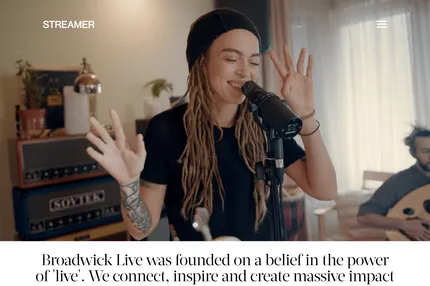 STREAMER
SOVTEK
Broadwick Live was founded on a belief in the power
of 'live'. We connect, inspire and create massive impact